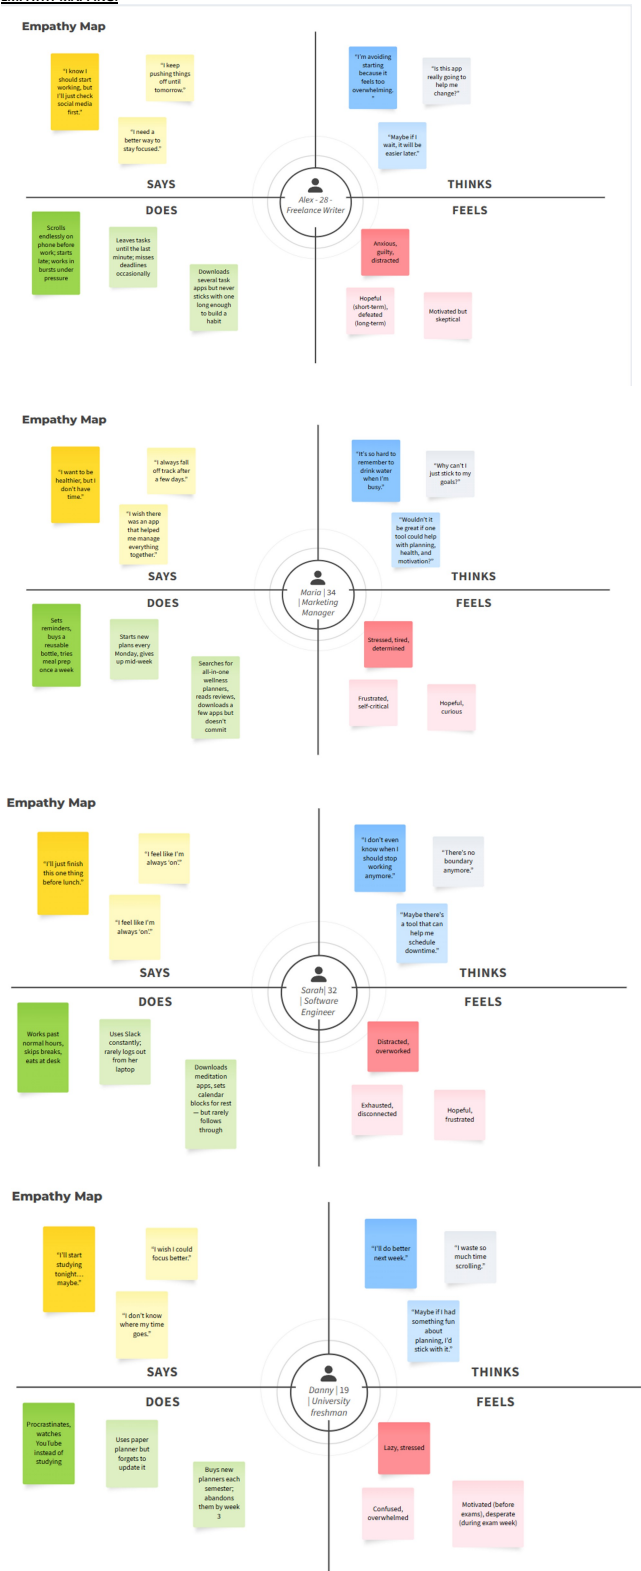 EMPATHY MAPPING:
Empathy Map
"I know I
should start
working, but
I'll just check
social media
first."
"I keep
pushing things
off until
tomorrow."
"I need a
better way to
stay focused."
SAYS
"I'm avoiding
starting
because it
feels too
overwhelming.
"
"Is this app
really going to
help me
change?"
"Maybe if I
wait, it will be
easier later."
THINKS
Alex - 28 -
Freelance Writer
DOES
Scrolls
endlessly on
phone before
work; starts
late; works in
bursts under
pressure
Leaves tasks
until the last
minute; misses
deadlines
occasionally
Downloads
several task
apps but never
sticks with one
long enough
to build a
habit
FEELS
Anxious,
guilty,
distracted
Hopeful
(short-term),
defeated
(long-term)
Motivated but
skeptical
Empathy Map
"I want to be
healthier, but I
don't have
time."
"I always fall
off track after
a few days."
"I wish there
was an app
that helped
me manage
everything
together."
SAYS
"It's so hard to
remember to
drink water
when I'm
busy."
"Why can't I
just stick to my
goals?"
"Wouldn't it
be great if one
tool could help
with planning,
health, and
motivation?"
THINKS
Maria | 34
| Marketing
Manager
DOES
Sets
reminders,
buys a
reusable
bottle, tries
meal prep
once a week
Starts new
plans every
Monday, gives
up mid-week
Searches for
all-in-one
wellness
planners,
reads reviews,
downloads a
few apps but
doesn't
commit
FEELS
Stressed, tired,
determined
Frustrated,
self-critical
Hopeful,
curious
Empathy Map
"I'll just finish
this one thing
before lunch."
"I feel like I'm
always 'on'."
"I feel like I'm
always 'on'."
SAYS
"I don't even
know when I
should stop
working
anymore."
"There's no
boundary
anymore."
"Maybe there's
a tool that can
help me
schedule
downtime."
THINKS
Sarah| 32
| Software
Engineer
DOES
Works past
normal hours,
skips breaks,
eats at desk
Uses Slack
constantly;
rarely logs out
from her
laptop
Downloads
meditation
apps, sets
calendar
blocks for rest
— but rarely
follows
through
FEELS
Distracted,
overworked
Exhausted,
disconnected
Hopeful,
frustrated
Empathy Map
"I'll start
studying
tonight...
maybe."
"I wish I could
focus better."
"I don't know
where my time
goes."
SAYS
"I'll do better
next week."
"I waste so
much time
scrolling."
"Maybe if I had
something fun
about
planning, I'd
stick with it."
THINKS
Danny | 19
| University
freshman
DOES
Procrastinates,
watches
YouTube
instead of
studying
Uses paper
planner but
forgets to
update it
Buys new
planners each
semester;
abandons
them by week
3
FEELS
Lazy, stressed
Confused,
overwhelmed
Motivated (before
exams), desperate
(during exam week)